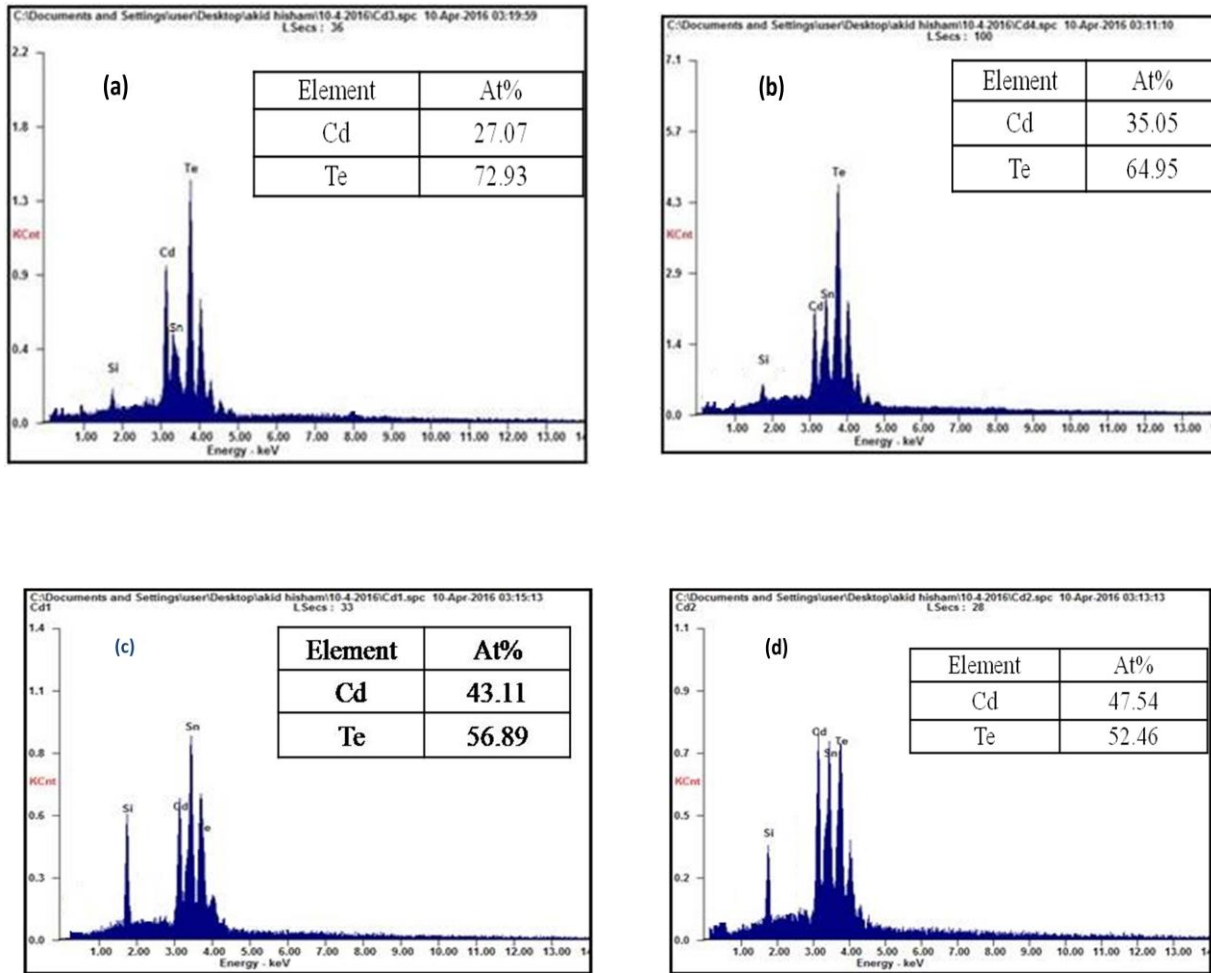 C:\Documents and Settings\user\Desktop\akid hisham\10-4-2016\Cd3.spc 10-Apr-2016 03:19:59
LSecs : 36
2.2
1.8
1.3
KCnt
0.9
0.4
0.0
(a)
Element At%
Cd 27.07
Te 72.93
Te
Cd
Sn
Si
1.00 2.00 3.00 4.00 5.00 6.00 7.00 8.00 9.00 10.00 11.00 12.00 13.00 14
Energy - keV
C:\Documents and Settings\user\Desktop\akid hisham\10-4-2016\Cd4.spc 10-Apr-2016 03:11:10
LSecs : 100
7.1
5.7
4.3
KCnt
2.9
1.4
0.0
(b)
Element At%
Cd 35.05
Te 64.95
Te
Sn
Cd
Si
1.00 2.00 3.00 4.00 5.00 6.00 7.00 8.00 9.00 10.00 11.00 12.00 13.00
Energy - keV
C:\Documents and Settings\user\Desktop\akid hisham\10-4-2016\Cd1.spc 10-Apr-2016 03:15:13
Cd1 LSecs : 33
1.4
1.1
0.8
KCnt
0.6
0.3
0.0
(c)
Element At%
Cd 43.11
Te 56.89
Sn
Si
Cd
e
1.00 2.00 3.00 4.00 5.00 6.00 7.00 8.00 9.00 10.00 11.00 12.00 13.00 14
Energy - keV
C:\Documents and Settings\user\Desktop\akid hisham\10-4-2016\Cd2.spc 10-Apr-2016 03:13:13
Cd2 LSecs : 28
1.1
0.9
0.7
KCnt
0.5
0.2
0.0
(d)
Element At%
Cd 47.54
Te 52.46
Cd
Te
Sn
Si
1.00 2.00 3.00 4.00 5.00 6.00 7.00 8.00 9.00 10.00 11.00 12.00 13.00 14
Energy - keV